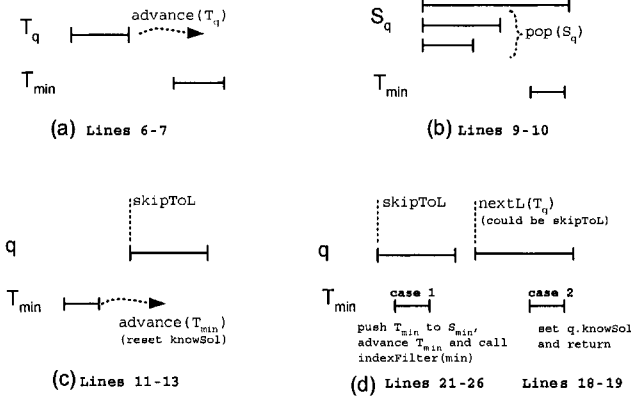 T_q advance(T_q)
T_min
(a) Lines 6-7
S_q pop(S_q)
T_min
(b) Lines 9-10
skipToL
q
T_min
advance(T_min)
(reset knowSol)
(c) Lines 11-13
skipToL nextL(T_q)
(could be skipToL)
q
case 1 case 2
T_min
push T_min to S_min,
advance T_min and call
indexFilter(min)
set q.knowSol
and return
(d) Lines 21-26 Lines 18-19